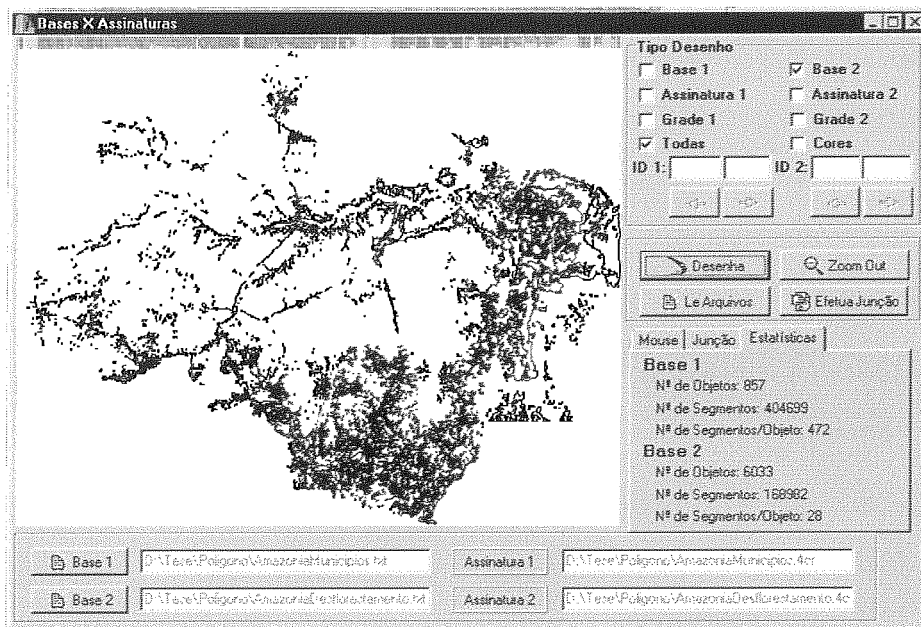 Bases X Assinaturas
Tipo Desenho
Base 1
Base 2
Assinatura 1
Assinatura 2
Grade 1
Grade 2
Todas
Cores
ID 1:
ID 2:
Desenha
Zoom Out
Le Arquivos
Efetua Junção
Mouse
Junção
Estatísticas
Base 1
Nº de Objetos: 857
Nº de Segmentos: 404699
Nº de Segmentos/Objeto: 472
Base 2
Nº de Objetos: 6033
Nº de Segmentos: 168982
Nº de Segmentos/Objeto: 28
Base 1
D:\Tese\Poligono\AmazoniaMunicipios.txt
Assinatura 1
D:\Tese\Poligono\AmazoniaMunicipios.4cr
Base 2
D:\Tese\Poligono\AmazoniaDesflorestamento.txt
Assinatura 2
D:\Tese\Poligono\AmazoniaDesflorestamento.4c